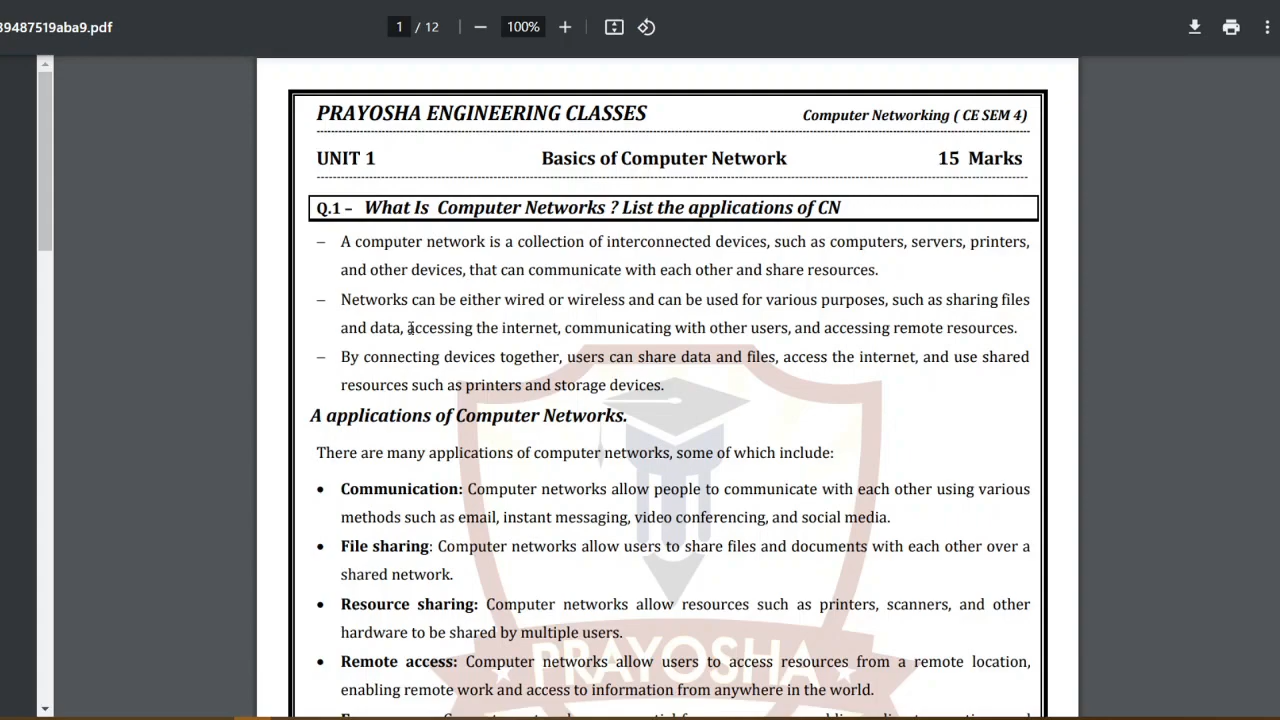 39487519aba9.pdf
1 / 12
100%
PRAYOSHA ENGINEERING CLASSES Computer Networking ( CE SEM 4)
UNIT 1 Basics of Computer Network 15 Marks
Q.1 – What Is Computer Networks ? List the applications of CN
– A computer network is a collection of interconnected devices, such as computers, servers, printers,
and other devices, that can communicate with each other and share resources.
– Networks can be either wired or wireless and can be used for various purposes, such as sharing files
and data, accessing the internet, communicating with other users, and accessing remote resources.
– By connecting devices together, users can share data and files, access the internet, and use shared
resources such as printers and storage devices.
A applications of Computer Networks.
There are many applications of computer networks, some of which include:
• Communication: Computer networks allow people to communicate with each other using various
methods such as email, instant messaging, video conferencing, and social media.
• File sharing: Computer networks allow users to share files and documents with each other over a
shared network.
• Resource sharing: Computer networks allow resources such as printers, scanners, and other
hardware to be shared by multiple users.
• Remote access: Computer networks allow users to access resources from a remote location,
enabling remote work and access to information from anywhere in the world.
PRAYOSHA